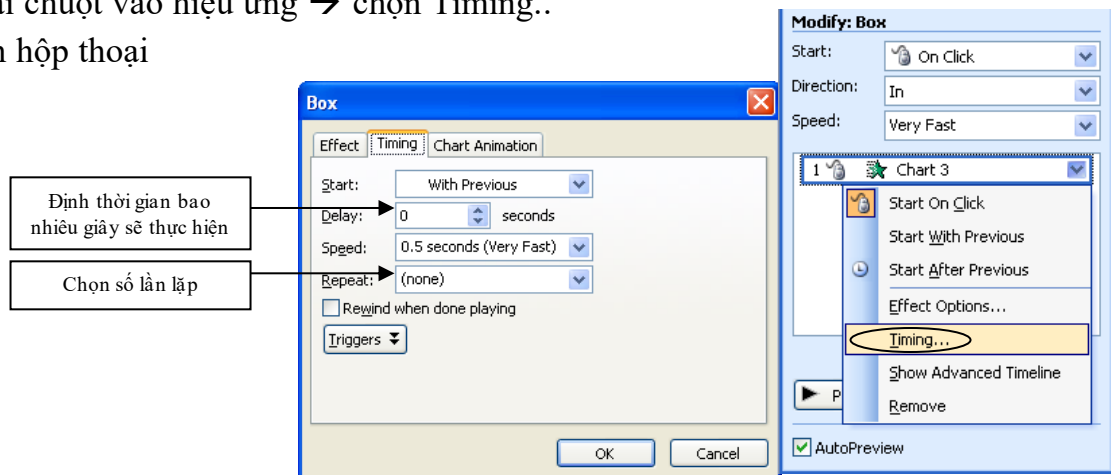 chuột vào hiệu ứng → chọn Timing..
hộp thoại
Định thời gian bao
nhiêu giây sẽ thực hiện
Chọn số lần lặp
Box
Effect Timing Chart Animation
Start: With Previous
Delay: 0 seconds
Speed: 0.5 seconds (Very Fast)
Repeat: (none)
Rewind when done playing
Triggers
OK Cancel
Modify: Box
Start: On Click
Direction: In
Speed: Very Fast
1 Chart 3
Start On Click
Start With Previous
Start After Previous
Effect Options...
Timing...
Show Advanced Timeline
Remove
P
AutoPreview